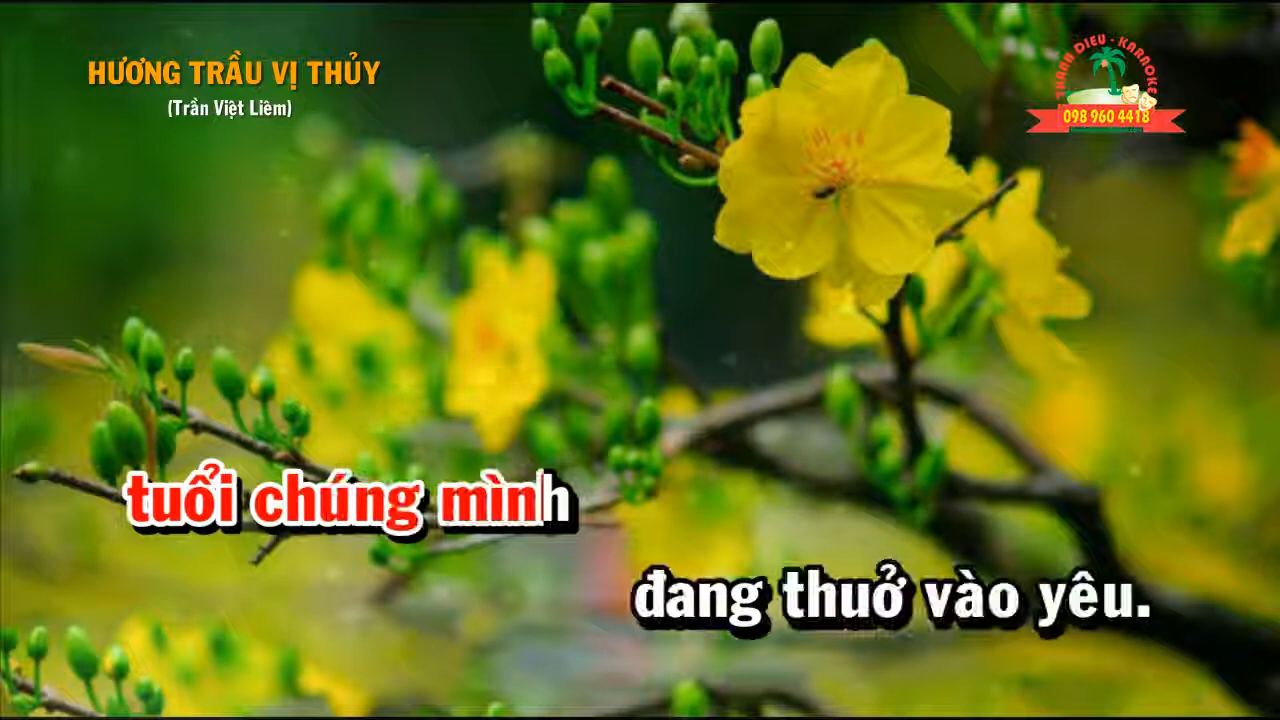 HƯƠNG TRẦU VỊ THỦY
(Trần Việt Liêm)
THANH DIEU - KARAOKE
098 960 4418
tuổi chúng mình
đang thuở vào yêu.